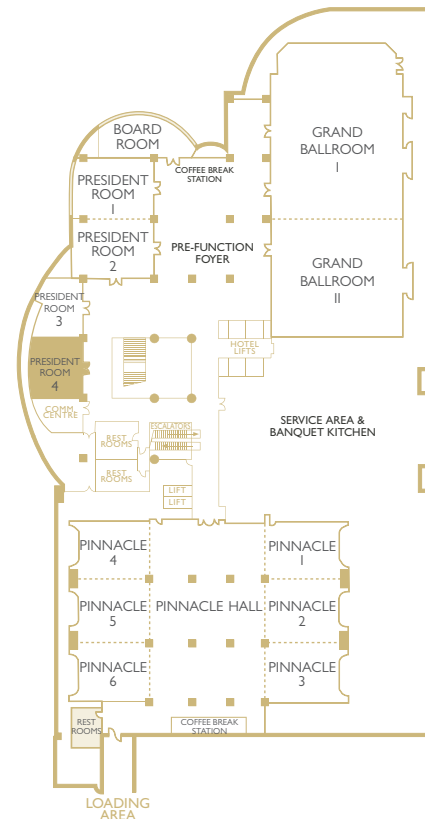 BOARD
ROOM
COFFEE BREAK
STATION
GRAND
BALLROOM
I
PRESIDENT
ROOM
1
PRESIDENT
ROOM
2
PRE-FUNCTION
FOYER
GRAND
BALLROOM
II
PRESIDENT
ROOM
3
HOTEL
LIFTS
PRESIDENT
ROOM
4
COMM.
CENTRE
ESCALATORS
REST
ROOMS
REST
ROOMS
SERVICE AREA &
BANQUET KITCHEN
LIFT
LIFT
PINNACLE
4
PINNACLE
1
PINNACLE
5
PINNACLE HALL
PINNACLE
2
PINNACLE
6
PINNACLE
3
REST
ROOMS
COFFEE BREAK
STATION
LOADING
AREA